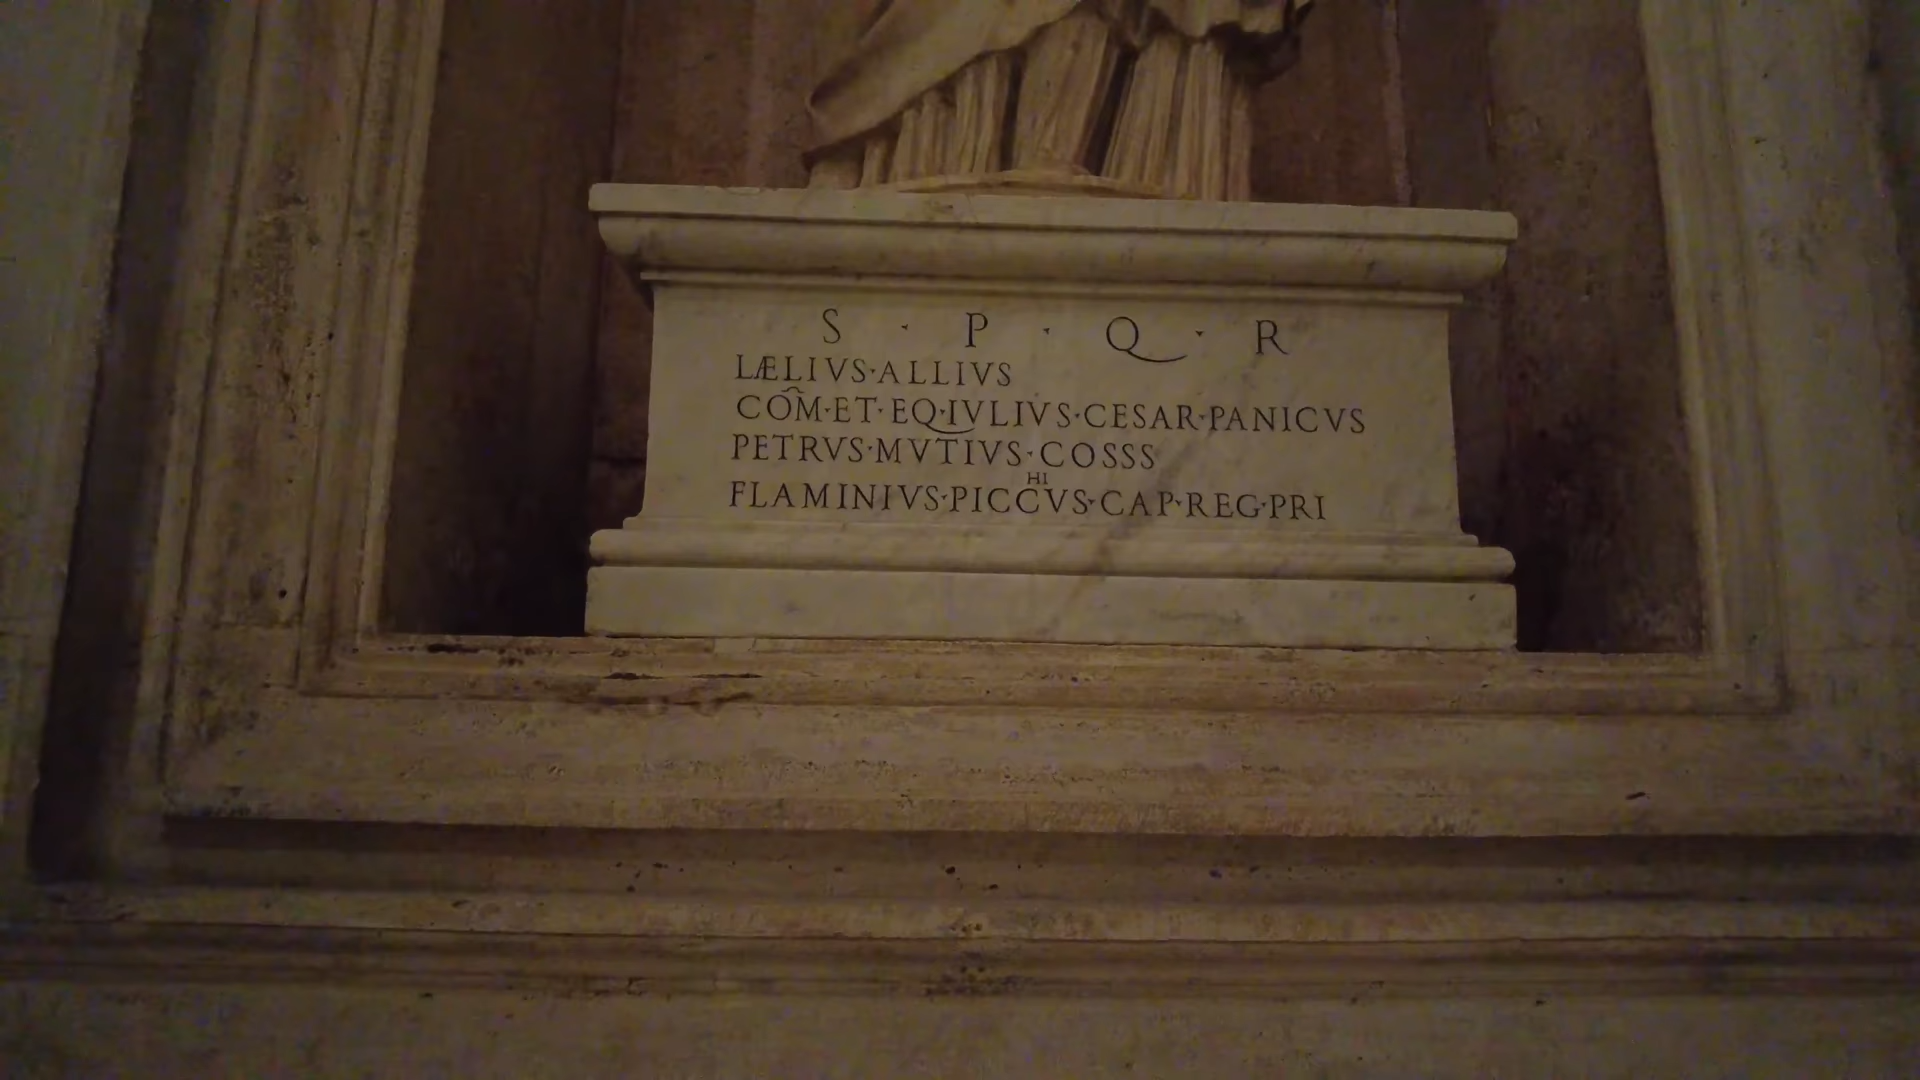 S · P · Q · R
LÆLIVS·ALLIVS
COM̑·ET·EQ·IVLIVS·CESAR·PANICVS
PETRVS·MVTIVS·COSSS
HI
FLAMINIVS·PICCVS·CAP·REG·PRI